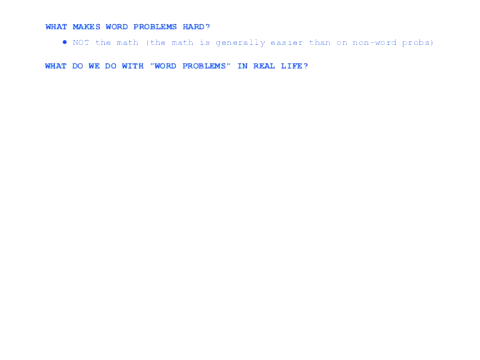 WHAT MAKES WORD PROBLEMS HARD?
● NOT the math (the math is generally easier than on non-word probs)
WHAT DO WE DO WITH "WORD PROBLEMS" IN REAL LIFE?